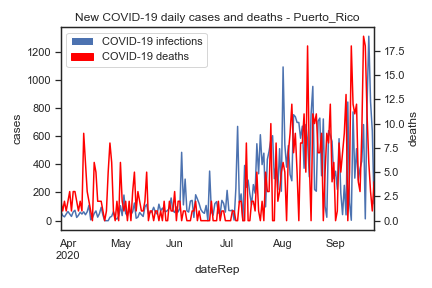 New COVID-19 daily cases and deaths - Puerto_Rico
COVID-19 infections
COVID-19 deaths
1200
1000
800
600
400
200
0
cases
17.5
15.0
12.5
10.0
7.5
5.0
2.5
0.0
deaths
Apr May Jun Jul Aug Sep
2020
dateRep